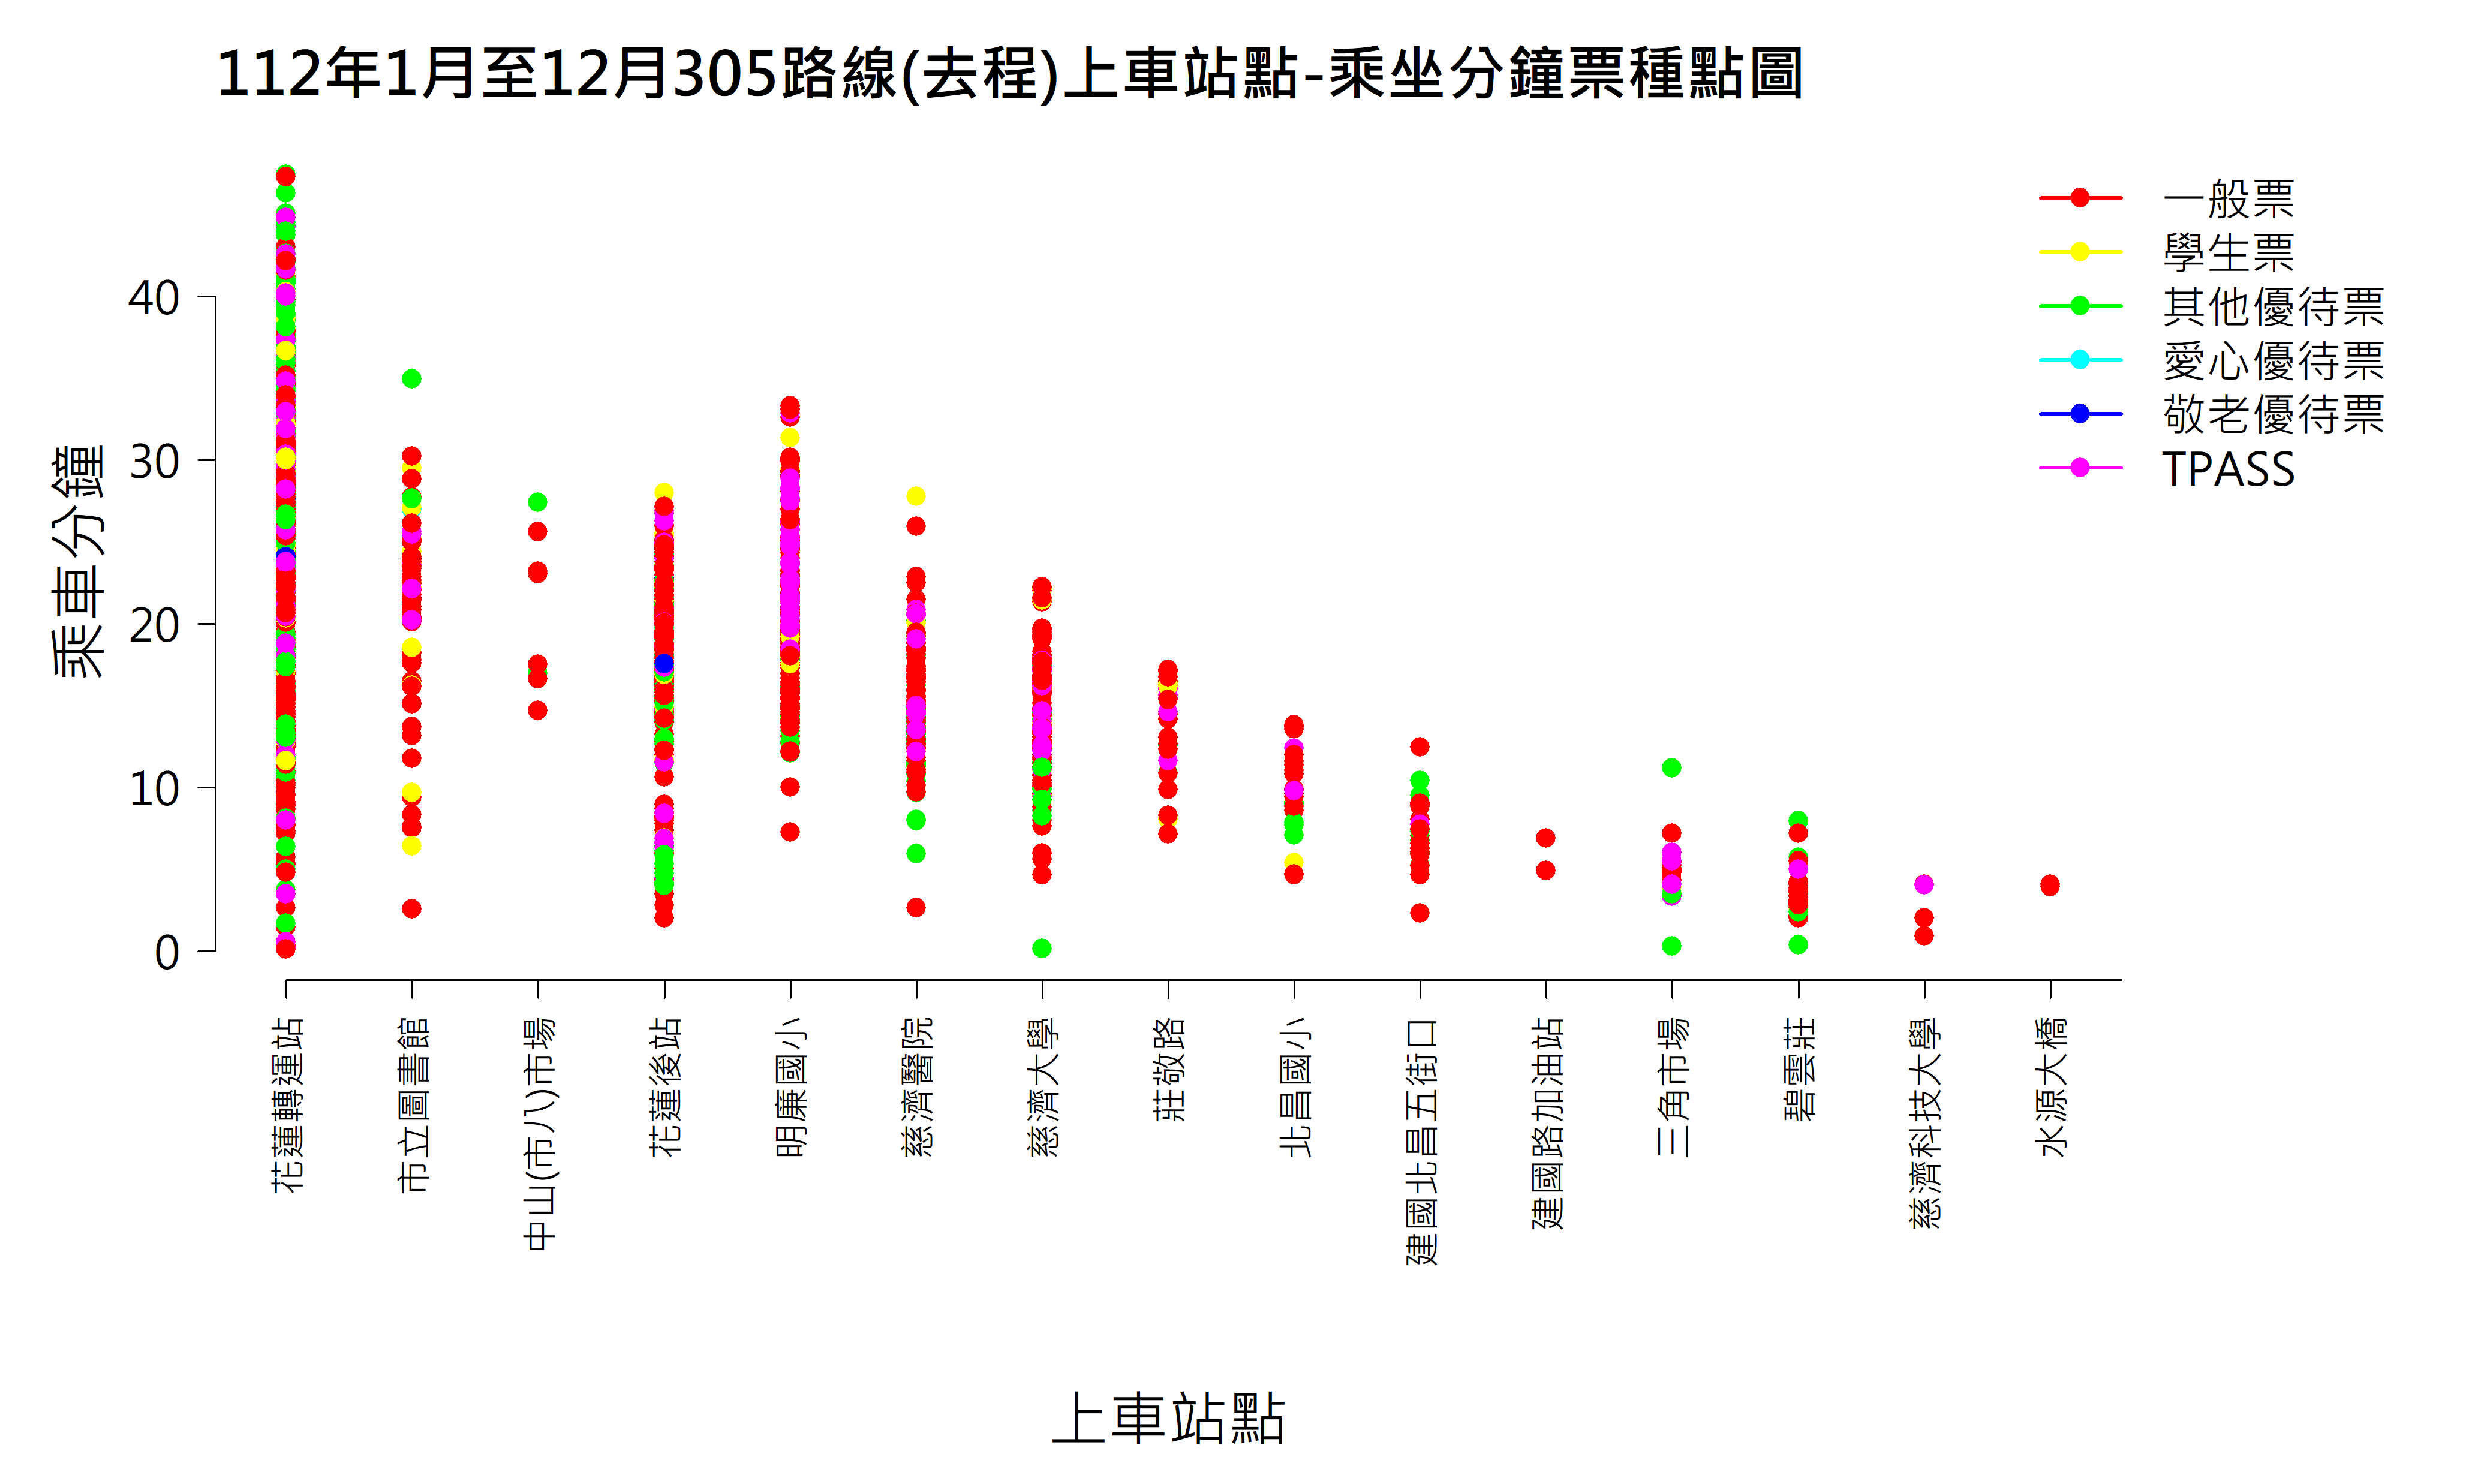 112年1月至12月305路線(去程)上車站點-乘坐分鐘票種點圖
一般票
學生票
其他優待票
愛心優待票
敬老優待票
TPASS
乘車分鐘
40
30
20
10
0
花蓮轉運站
市立圖書館
中山(市八)市場
花蓮後站
明廉國小
慈濟醫院
慈濟大學
莊敬路
北昌國小
建國北昌五街口
建國路加油站
三角市場
碧雲莊
慈濟科技大學
水源大橋
上車站點